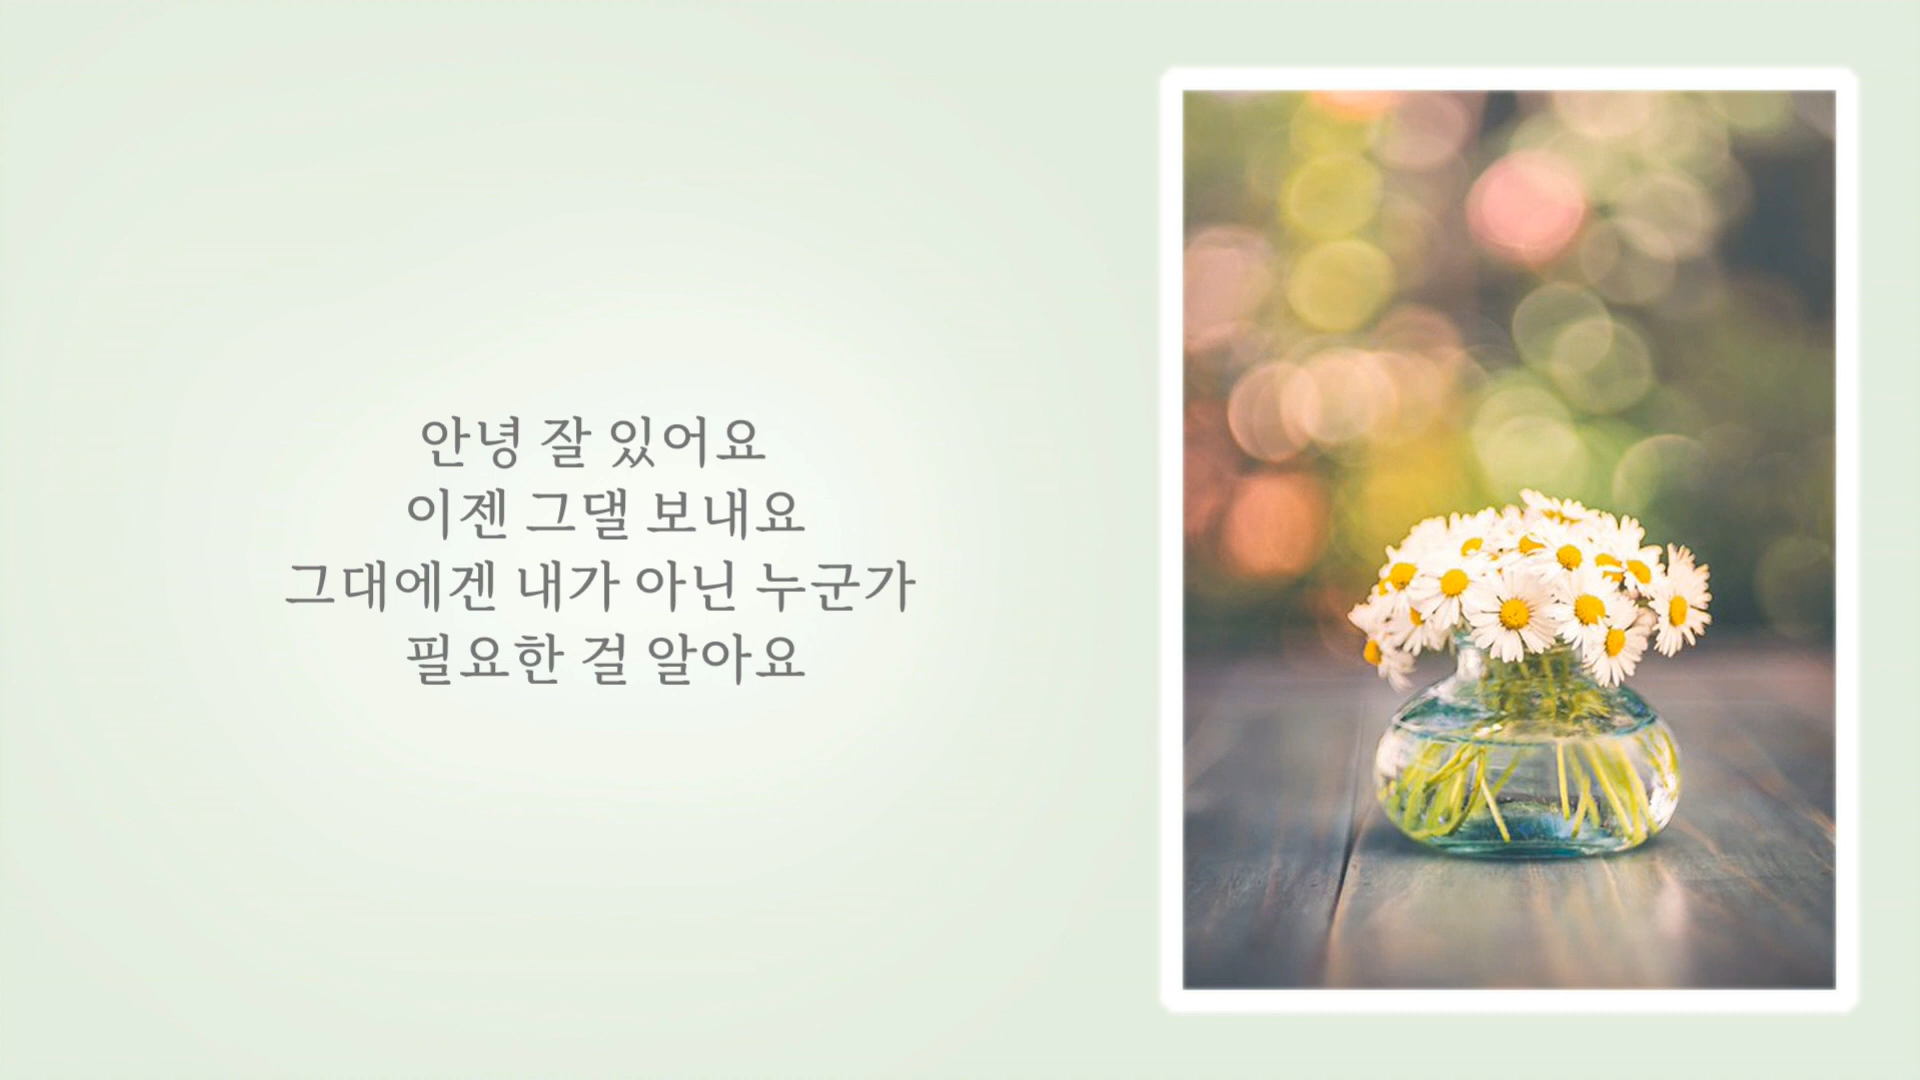 안녕 잘 있어요
이젠 그댈 보내요
그대에겐 내가 아닌 누군가
필요한 걸 알아요